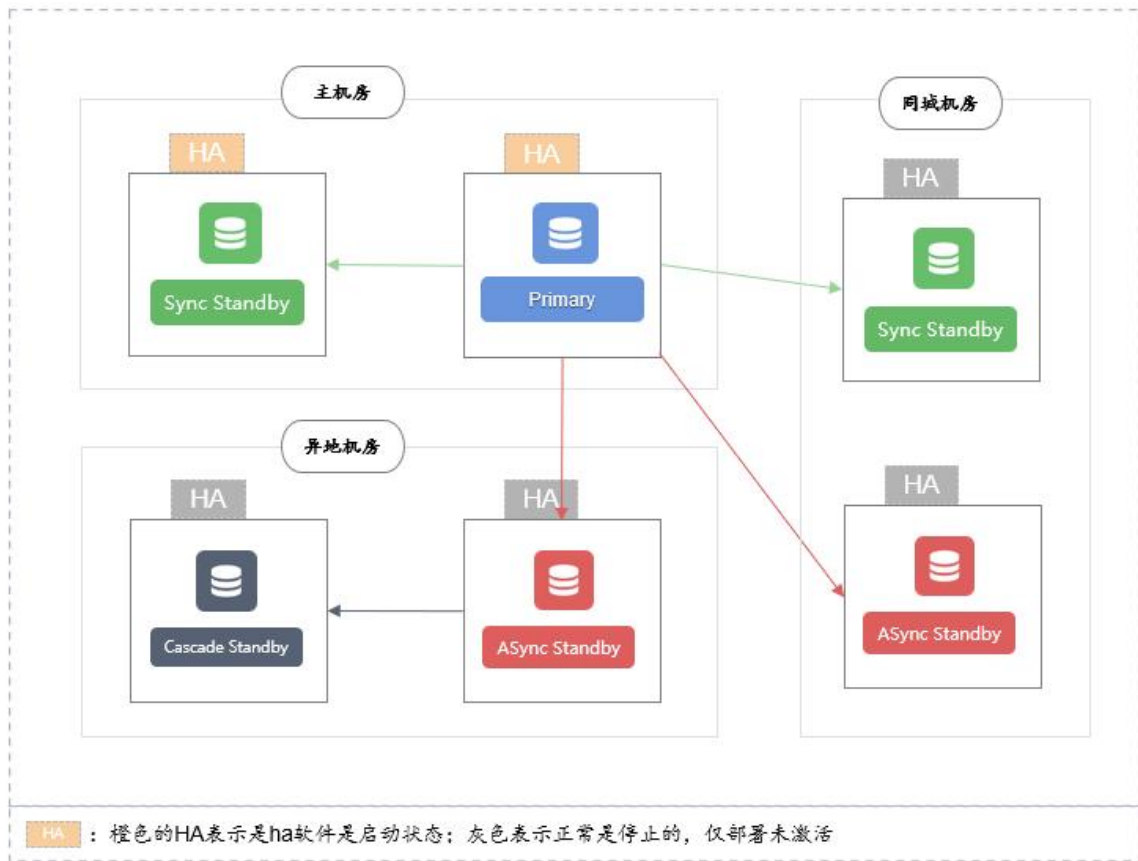 主机房
同城机房
HA
HA
HA
Sync Standby
Primary
Sync Standby
异地机房
HA
HA
HA
Cascade Standby
ASync Standby
ASync Standby
HA : 橙色的HA表示是ha软件是启动状态；灰色表示正常是停止的，仅部署未激活